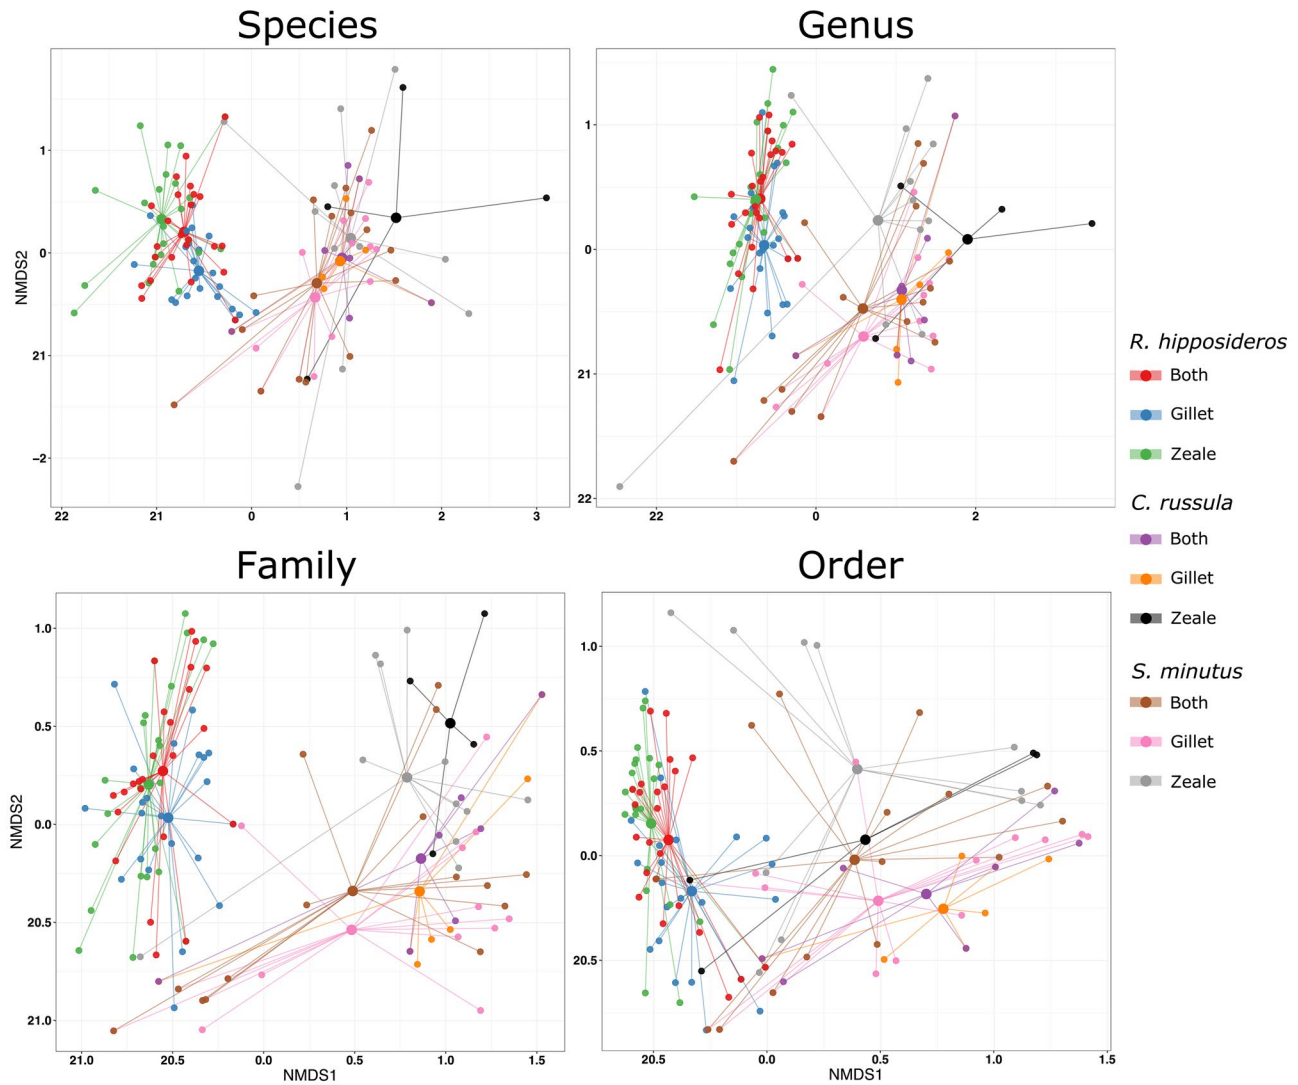 Species
Genus
1
0
21
−2
NMDS2
22
21
0
1
2
3
1
0
21
22
22
0
2
Family
Order
1.0
0.5
0.0
20.5
21.0
NMDS2
21.0
20.5
0.0
0.5
1.0
1.5
NMDS1
1.0
0.5
0.0
20.5
20.5
0.0
0.5
1.0
1.5
NMDS1
R. hipposideros
Both
Gillet
Zeale
C. russula
Both
Gillet
Zeale
S. minutus
Both
Gillet
Zeale